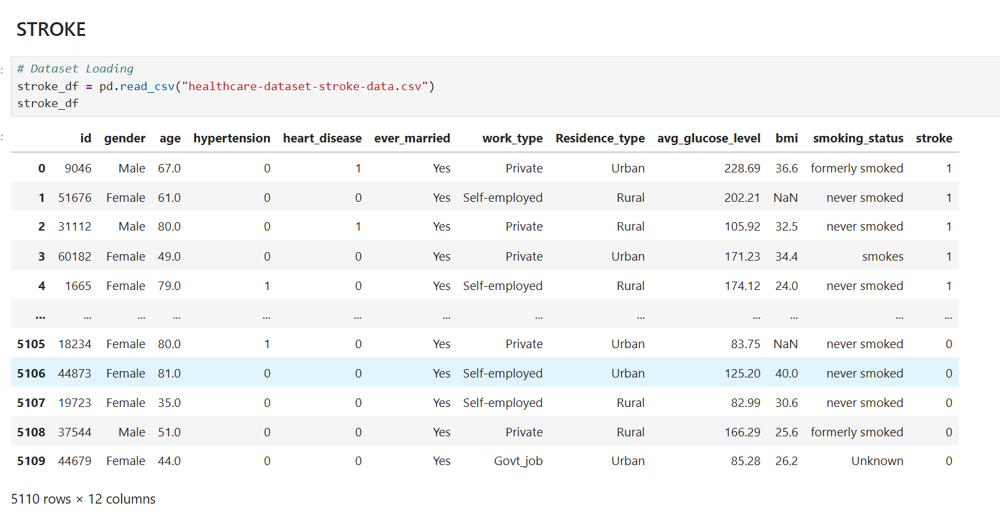 STROKE
# Dataset Loading
stroke_df = pd.read_csv("healthcare-dataset-stroke-data.csv")
stroke_df
id gender age hypertension heart_disease ever_married work_type Residence_type avg_glucose_level bmi smoking_status stroke
0 9046 Male 67.0 0 1 Yes Private Urban 228.69 36.6 formerly smoked 1
1 51676 Female 61.0 0 0 Yes Self-employed Rural 202.21 NaN never smoked 1
2 31112 Male 80.0 0 1 Yes Private Rural 105.92 32.5 never smoked 1
3 60182 Female 49.0 0 0 Yes Private Urban 171.23 34.4 smokes 1
4 1665 Female 79.0 1 0 Yes Self-employed Rural 174.12 24.0 never smoked 1
... ... ... ... ... ... ... ... ... ... ... ... ...
5105 18234 Female 80.0 1 0 Yes Private Urban 83.75 NaN never smoked 0
5106 44873 Female 81.0 0 0 Yes Self-employed Urban 125.20 40.0 never smoked 0
5107 19723 Female 35.0 0 0 Yes Self-employed Rural 82.99 30.6 never smoked 0
5108 37544 Male 51.0 0 0 Yes Private Rural 166.29 25.6 formerly smoked 0
5109 44679 Female 44.0 0 0 Yes Govt_job Urban 85.28 26.2 Unknown 0
5110 rows × 12 columns